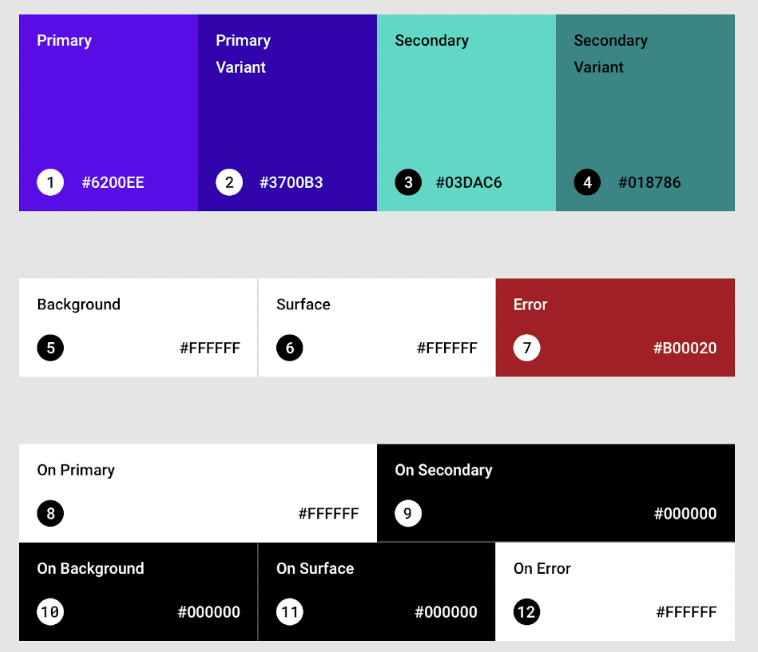 Primary
Primary
Variant
Secondary
Secondary
Variant
1 #6200EE
2 #3700B3
3 #03DAC6
4 #018786
Background
Surface
Error
5 #FFFFFF
6 #FFFFFF
7 #B00020
On Primary
On Secondary
8 #FFFFFF
9 #000000
On Background
On Surface
On Error
10 #000000
11 #000000
12 #FFFFFF